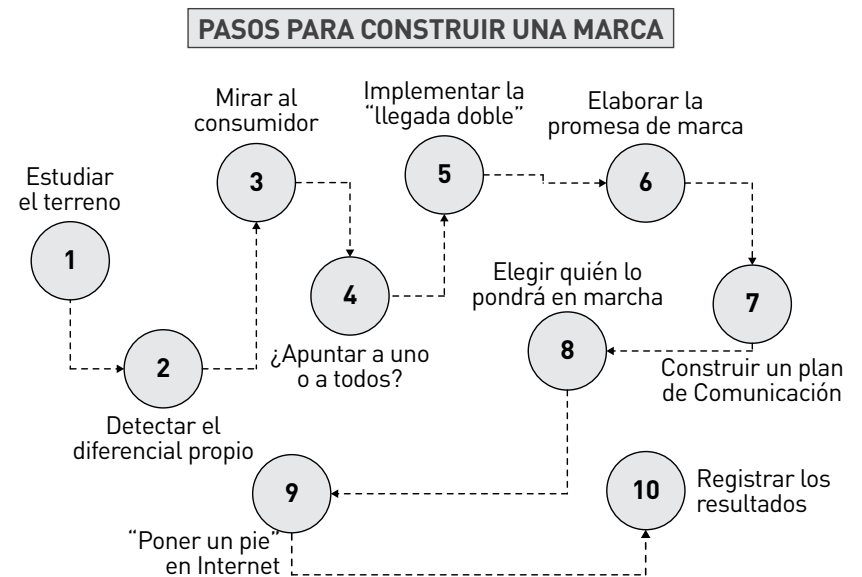 PASOS PARA CONSTRUIR UNA MARCA
Estudiar
el terreno
1
2
Detectar el
diferencial propio
Mirar al
consumidor
3
4
¿Apuntar a uno
o a todos?
Implementar la
“llegada doble”
5
Elaborar la
promesa de marca
6
7
Construir un plan
de Comunicación
Elegir quién lo
pondrá en marcha
8
9
“Poner un pie”
en Internet
10
Registrar los
resultados